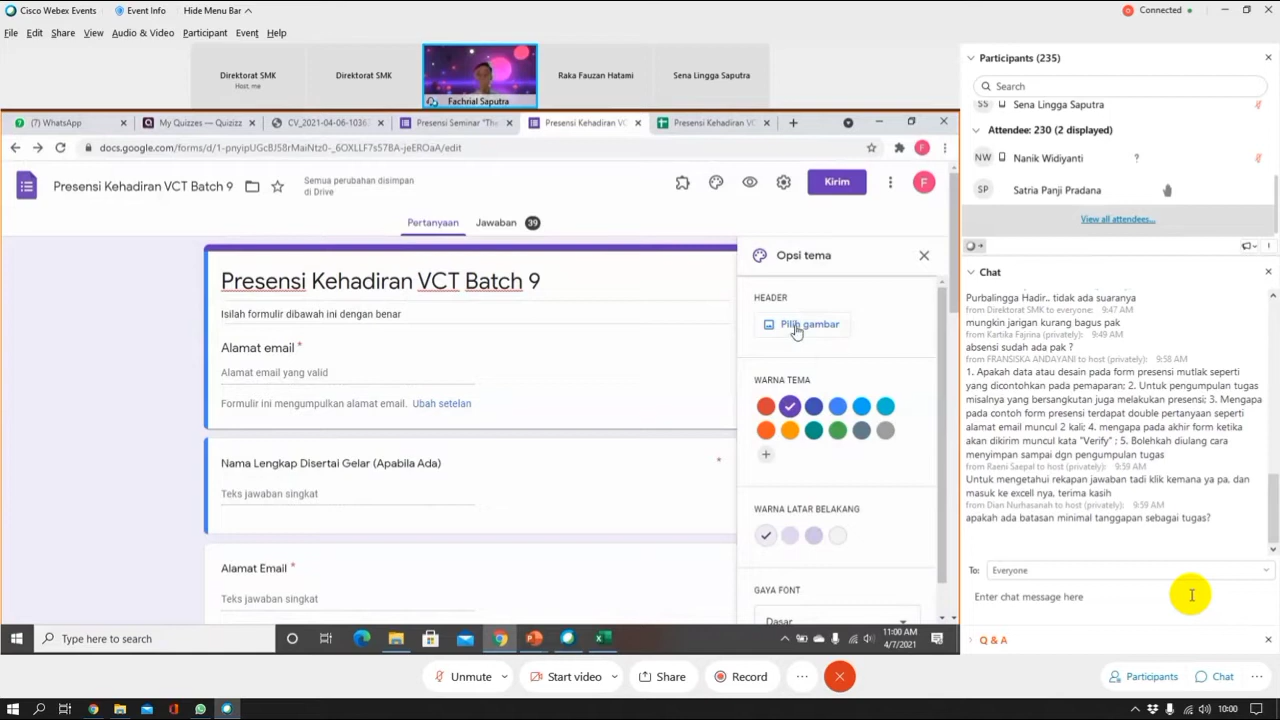 Cisco Webex Events
Event Info
Hide Menu Bar
Connected
File Edit Share View Audio & Video Participant Event Help
Direktorat SMK
Host, me
Direktorat SMK
Fachrial Saputra
Raka Fauzan Hatami
Sena Lingga Saputra
(7) WhatsApp
My Quizzes — Quizizz
CV_2021-04-06-1036
Presensi Seminar "The
Presensi Kehadiran VC
Presensi Kehadiran VC
docs.google.com/forms/d/1-pnyipUGcBJ58rMaiNtz0-_6OXLLF7s57BA-jeEROaA/edit
F
Presensi Kehadiran VCT Batch 9
Semua perubahan disimpan
di Drive
Kirim
F
Pertanyaan
Jawaban 39
Presensi Kehadiran VCT Batch 9
Isilah formulir dibawah ini dengan benar
Alamat email *
Alamat email yang valid
Formulir ini mengumpulkan alamat email. Ubah setelan
Nama Lengkap Disertai Gelar (Apabila Ada) *
Teks jawaban singkat
Alamat Email *
Teks jawaban singkat
Opsi tema
HEADER
Pilih gambar
WARNA TEMA
WARNA LATAR BELAKANG
GAYA FONT
Dasar
Type here to search
11:00 AM
4/7/2021
Participants (235)
Search
SS Sena Lingga Saputra
Attendee: 230 (2 displayed)
NW Nanik Widiyanti ?
SP Satria Panji Pradana
View all attendees...
Chat
Purbalingga Hadir.. tidak ada suaranya
from Direktorat SMK to everyone: 9:47 AM
mungkin jarigan kurang bagus pak
from Kartika Fajrina (privately): 9:49 AM
absensi sudah ada pak ?
from FRANSISKA ANDAYANI to host (privately): 9:58 AM
1. Apakah data atau desain pada form presensi mutlak seperti
yang dicontohkan pada pemaparan; 2. Untuk pengumpulan tugas
misalnya yang bersangkutan juga melakukan presensi; 3. Mengapa
pada contoh form presensi terdapat double pertanyaan seperti
alamat email muncul 2 kali; 4. mengapa pada akhir form ketika
akan dikirim muncul kata "Verify" ; 5. Bolehkah diulang cara
menyimpan sampai dgn pengumpulan tugas
from Raeni Saepal to host (privately): 9:59 AM
Untuk mengetahui rekapan jawaban tadi klik kemana ya pa, dan
masuk ke excell nya, terima kasih
from Dian Nurhasanah to host (privately): 9:59 AM
apakah ada batasan minimal tanggapan sebagai tugas?
To: Everyone
Enter chat message here
Q & A
Unmute
Start video
Share
Record
Participants
Chat
10:00